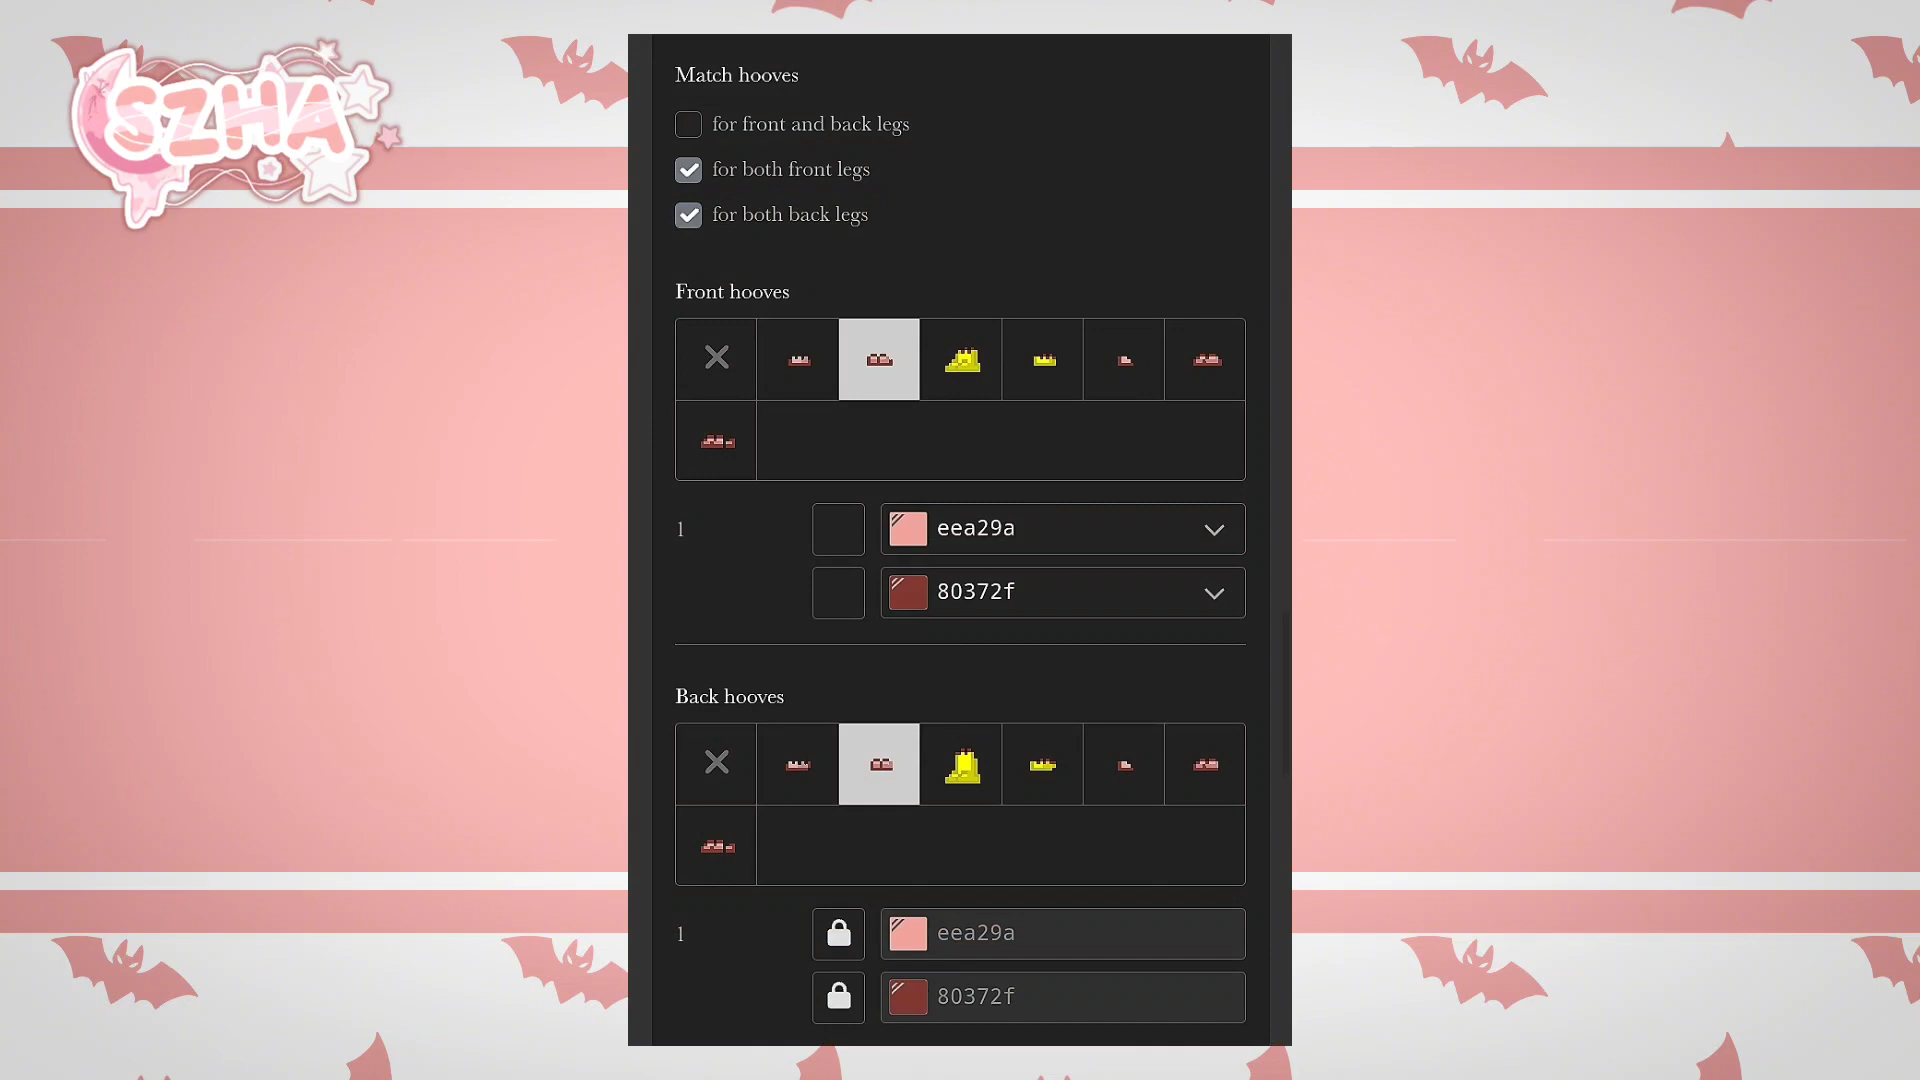 SZHA
Match hooves
for front and back legs
for both front legs
for both back legs
Front hooves
1
eea29a
80372f
Back hooves
1
eea29a
80372f